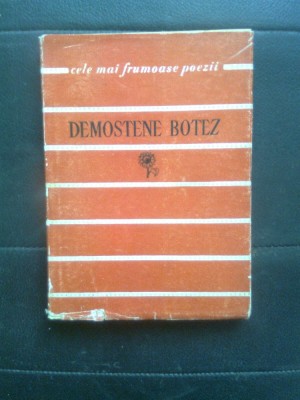 cele mai frumoase poezii
DEMOSTENE BOTEZ